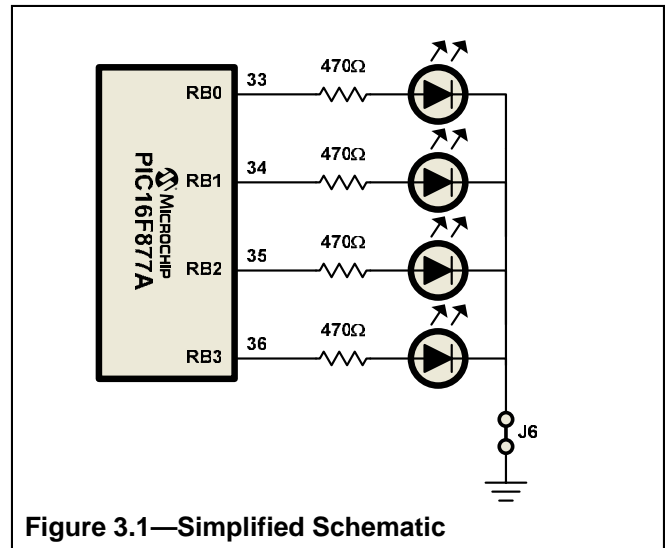 470Ω
RB0 33
470Ω
RB1 34
PIC16F877A
MICROCHIP
470Ω
RB2 35
470Ω
RB3 36
J6
Figure 3.1—Simplified Schematic